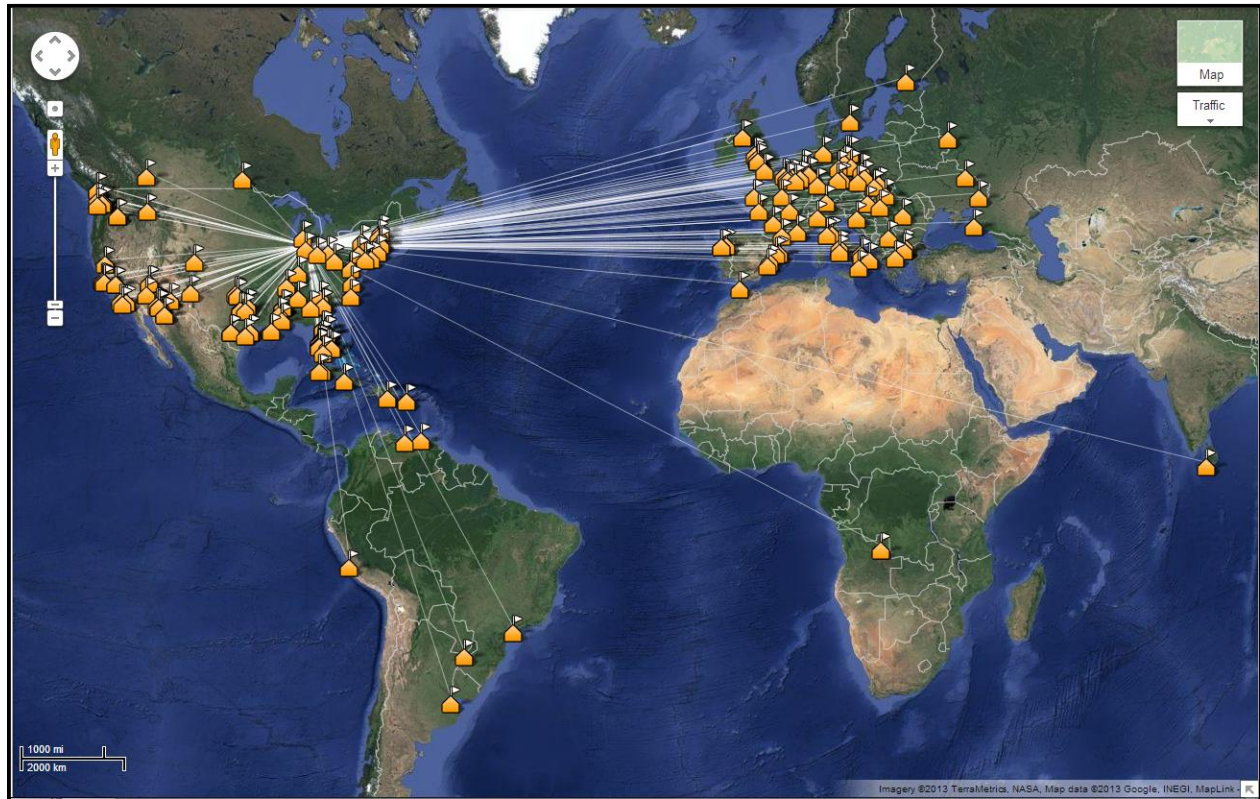 Map
Traffic
1000 mi
2000 km
Imagery ©2013 TerraMetrics, NASA, Map data ©2013 Google, INEGI, MapLink -